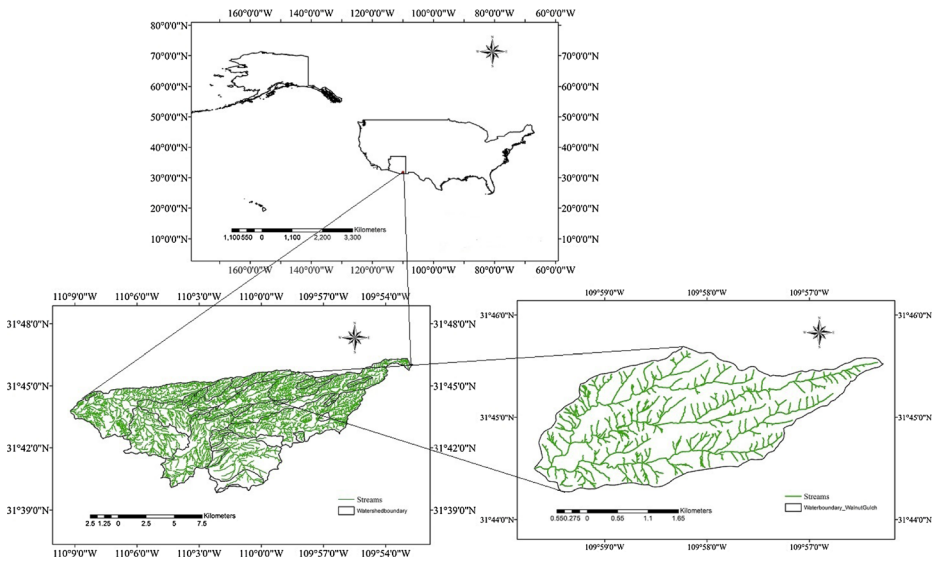 160°0'0"W 140°0'0"W 120°0'0"W 100°0'0"W 80°0'0"W 60°0'0"W
80°0'0"N 80°0'0"N
70°0'0"N 70°0'0"N
60°0'0"N 60°0'0"N
50°0'0"N 50°0'0"N
40°0'0"N 40°0'0"N
30°0'0"N 30°0'0"N
20°0'0"N 20°0'0"N
Kilometers
1,100 550 0 1,100 2,200 3,300
10°0'0"N 10°0'0"N
160°0'0"W 140°0'0"W 120°0'0"W 100°0'0"W 80°0'0"W 60°0'0"W
110°9'0"W 110°6'0"W 110°3'0"W 110°0'0"W 109°57'0"W 109°54'0"W
31°48'0"N 31°48'0"N
31°45'0"N 31°45'0"N
31°42'0"N 31°42'0"N
Streams
Watershedboundary
31°39'0"N 31°39'0"N
Kilometers
2.5 1.25 0 2.5 5 7.5
110°9'0"W 110°6'0"W 110°3'0"W 110°0'0"W 109°57'0"W 109°54'0"W
109°59'0"W 109°58'0"W 109°57'0"W
31°46'0"N 31°46'0"N
31°45'0"N 31°45'0"N
Streams
Waterboundary_WalnutGulch
Kilometers
0.55 0.275 0 0.55 1.1 1.65
31°44'0"N 31°44'0"N
109°59'0"W 109°58'0"W 109°57'0"W